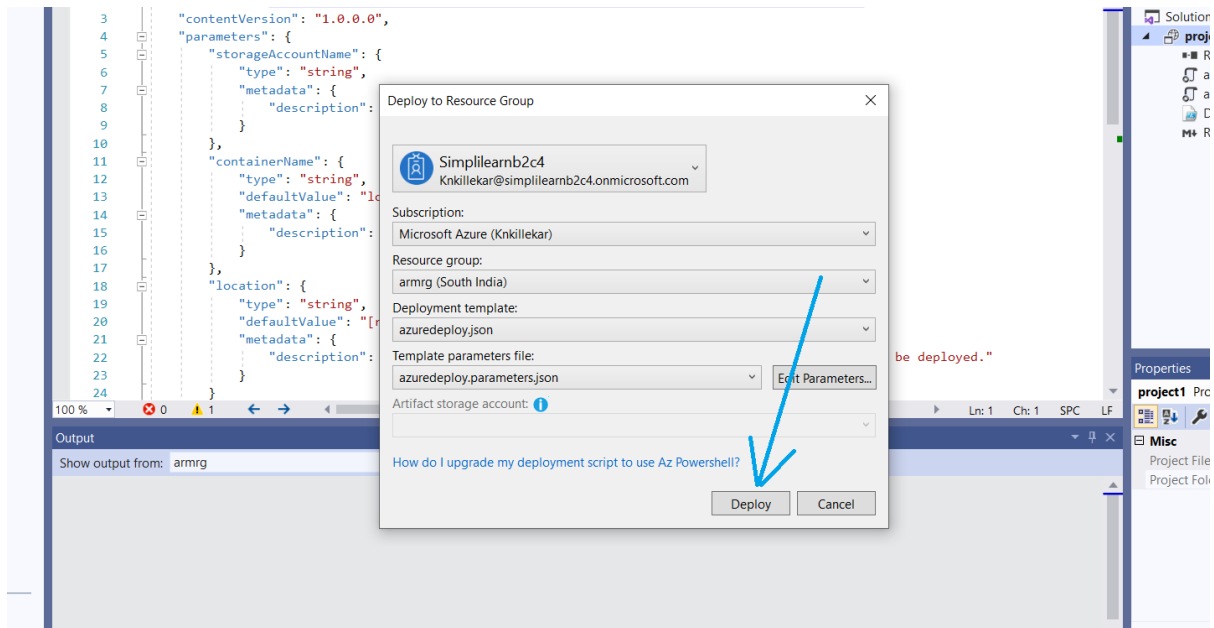 3 "contentVersion": "1.0.0.0",
4 "parameters": {
5 "storageAccountName": {
6 "type": "string",
7 "metadata": {
8 "description":
9 }
10 },
11 "containerName": {
12 "type": "string",
13 "defaultValue": "lo
14 "metadata": {
15 "description":
16 }
17 },
18 "location": {
19 "type": "string",
20 "defaultValue": "[r
21 "metadata": {
22 "description": be deployed."
23 }
24 }
100 % 0 1 Ln: 1 Ch: 1 SPC LF
Output
Show output from: armrg
Deploy to Resource Group
Simplilearnb2c4
Knkillekar@simplilearnb2c4.onmicrosoft.com
Subscription:
Microsoft Azure (Knkillekar)
Resource group:
armrg (South India)
Deployment template:
azuredeploy.json
Template parameters file:
azuredeploy.parameters.json
Edit Parameters...
Artifact storage account:
How do I upgrade my deployment script to use Az Powershell?
Deploy Cancel
Solution
proje
R
a
a
D
R
Properties
project1 Pro
Misc
Project File
Project Fol